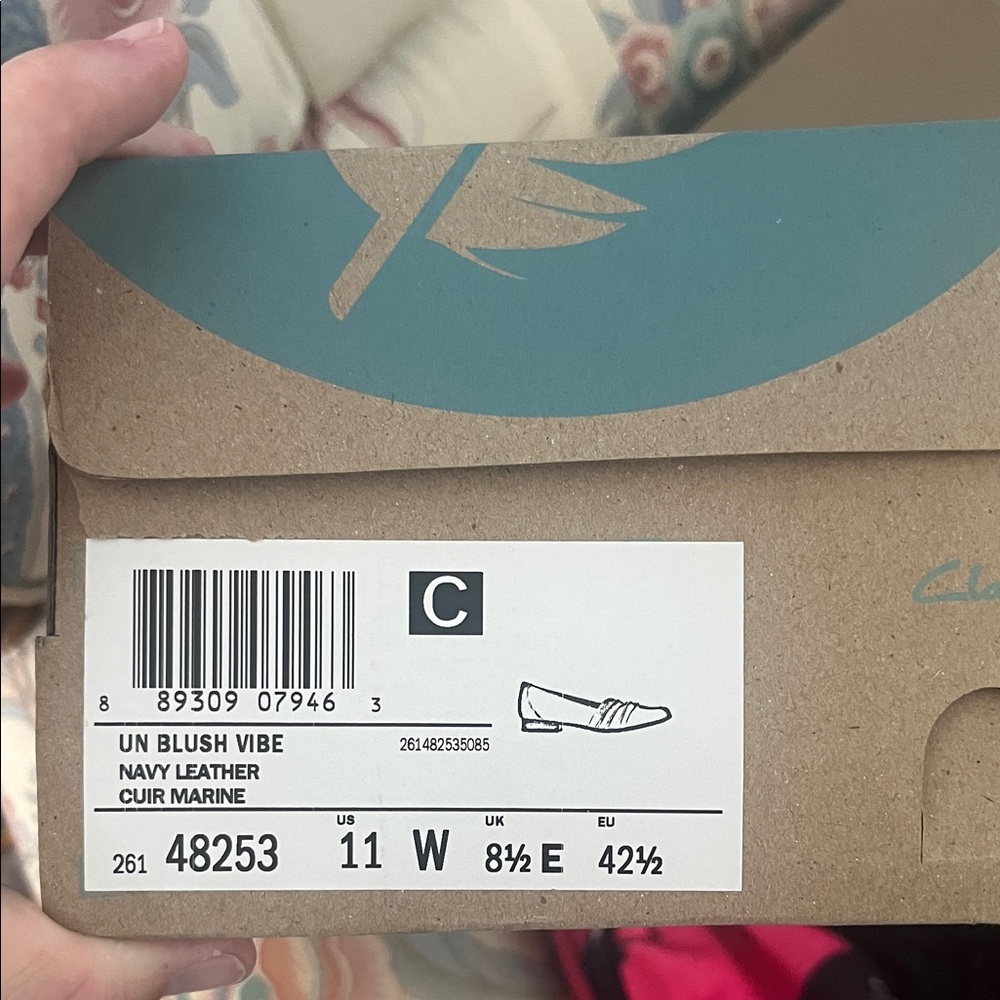 C
8 89309 07946 3
UN BLUSH VIBE 261482535085
NAVY LEATHER
CUIR MARINE
US UK EU
261 48253 11 W 8½ E 42½